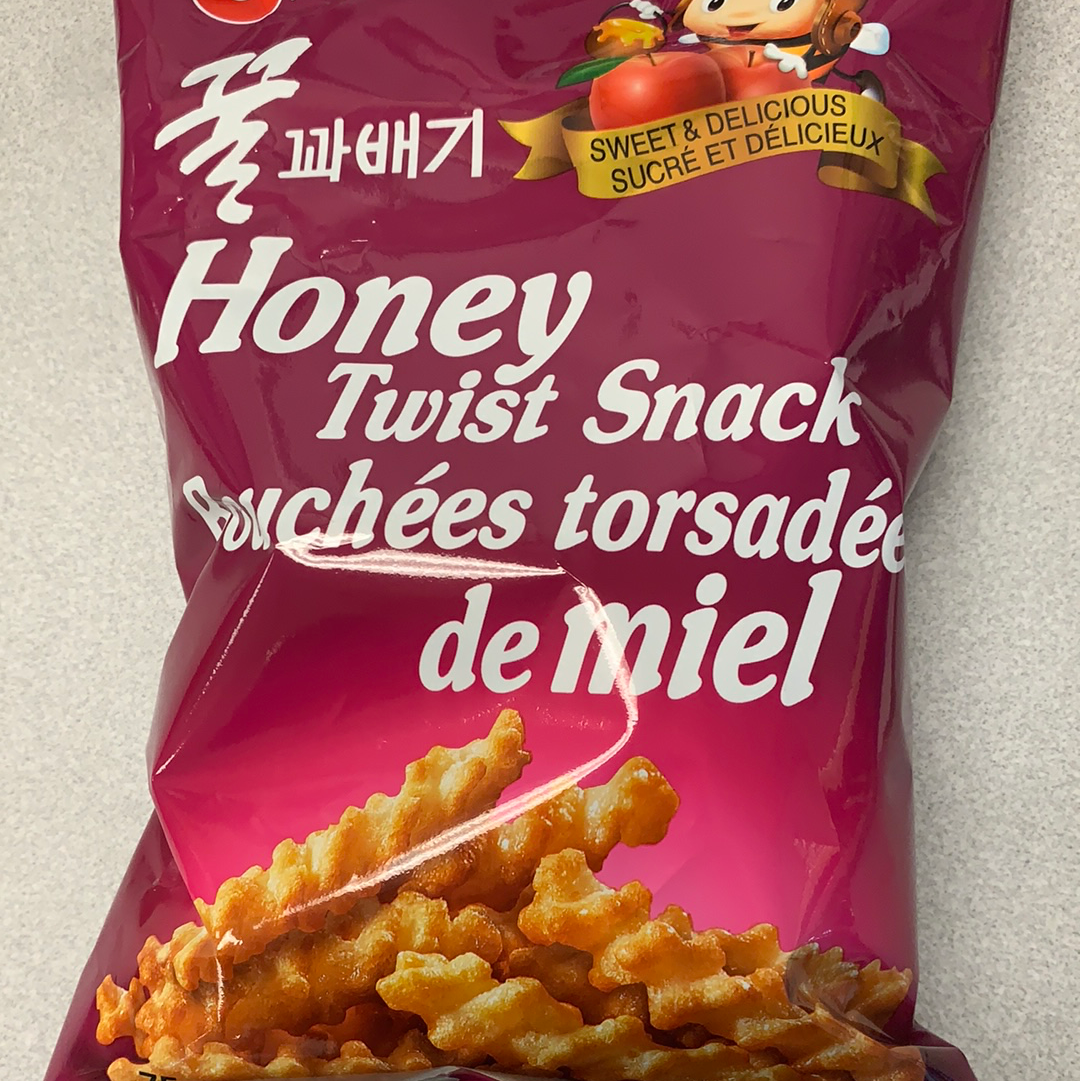 꿀 꽈배기
SWEET & DELICIOUS
SUCRÉ ET DÉLICIEUX
Honey
Twist Snack
Bouchées torsadée
de miel